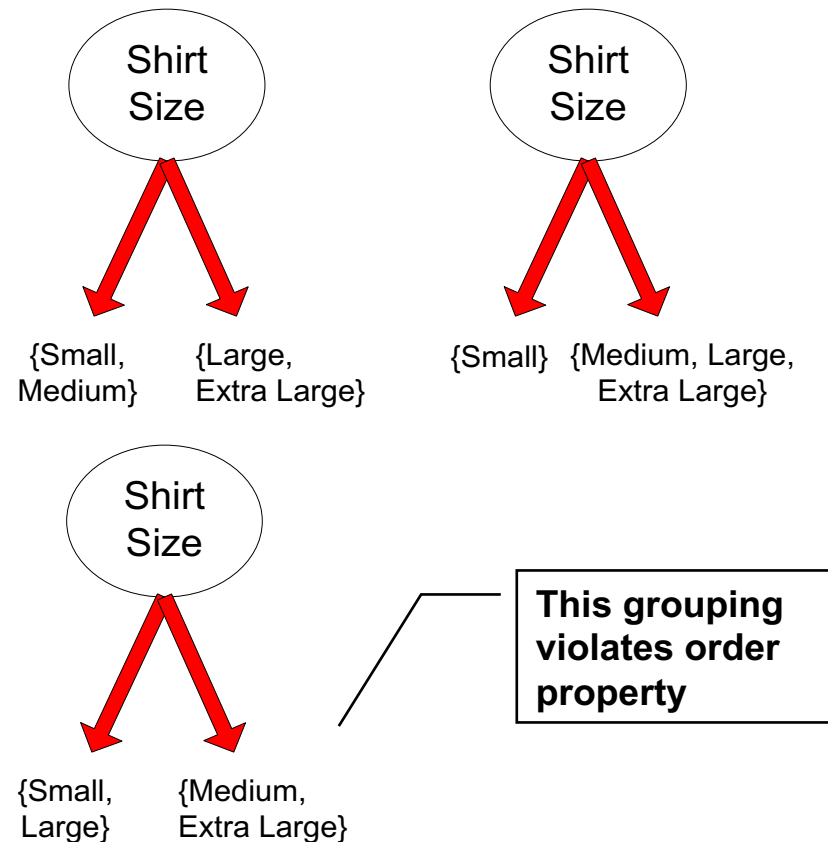 Shirt
Size
Shirt
Size
{Small,
Medium}
{Large,
Extra Large}
{Small}
{Medium, Large,
Extra Large}
Shirt
Size
This grouping
violates order
property
{Small,
Large}
{Medium,
Extra Large}